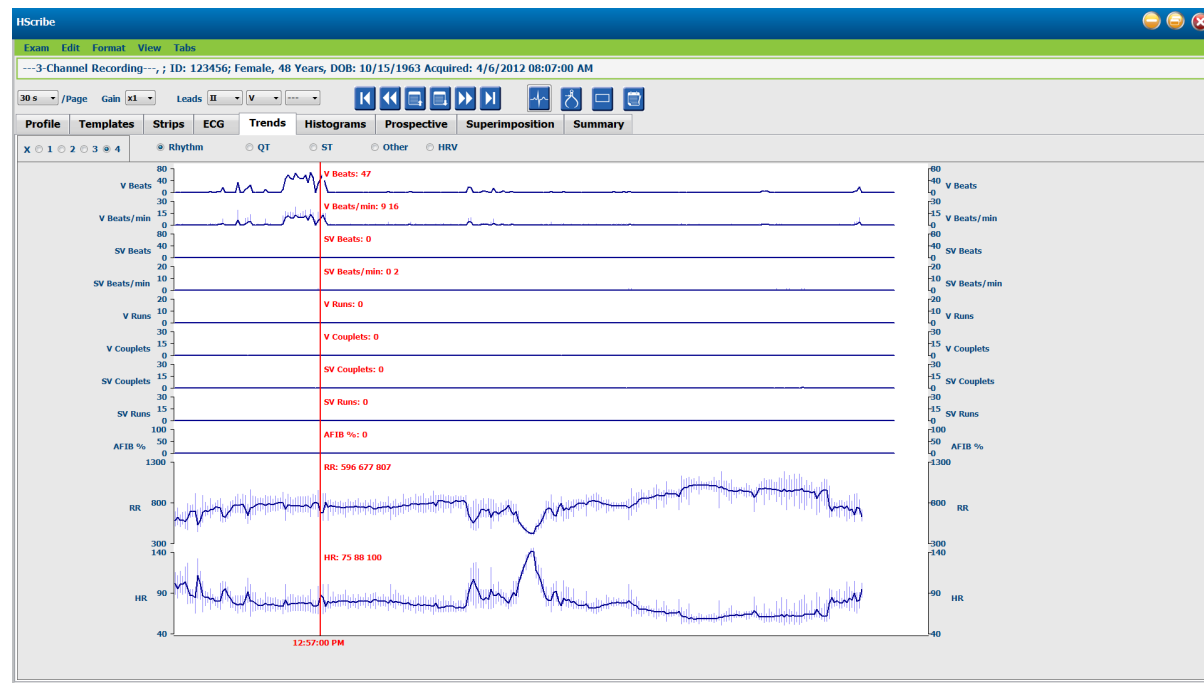 HScribe
Exam Edit Format View Tabs
---3-Channel Recording---, ; ID: 123456; Female, 48 Years, DOB: 10/15/1963 Acquired: 4/6/2012 08:07:00 AM
30 s /Page Gain x1 Leads II V ---
Profile Templates Strips ECG Trends Histograms Prospective Superimposition Summary
X 1 2 3 4 Rhythm QT ST Other HRV
80 V Beats: 47 80
V Beats 40 40 V Beats
0 0
30 V Beats/min: 9 16 30
V Beats/min 15 15 V Beats/min
0 0
80 SV Beats: 0 80
SV Beats 40 40 SV Beats
0 0
20 SV Beats/min: 0 2 20
SV Beats/min 10 10 SV Beats/min
0 0
20 V Runs: 0 20
V Runs 10 10 V Runs
0 0
30 V Couplets: 0 30
V Couplets 15 15 V Couplets
0 0
30 SV Couplets: 0 30
SV Couplets 15 15 SV Couplets
0 0
30 SV Runs: 0 30
SV Runs 15 15 SV Runs
0 0
100 AFIB %: 0 100
AFIB % 50 50 AFIB %
0 0
1300 RR: 596 677 807 1300
RR 800 800 RR
300 300
140 HR: 75 88 100 140
HR 90 90 HR
40 40
12:57:00 PM